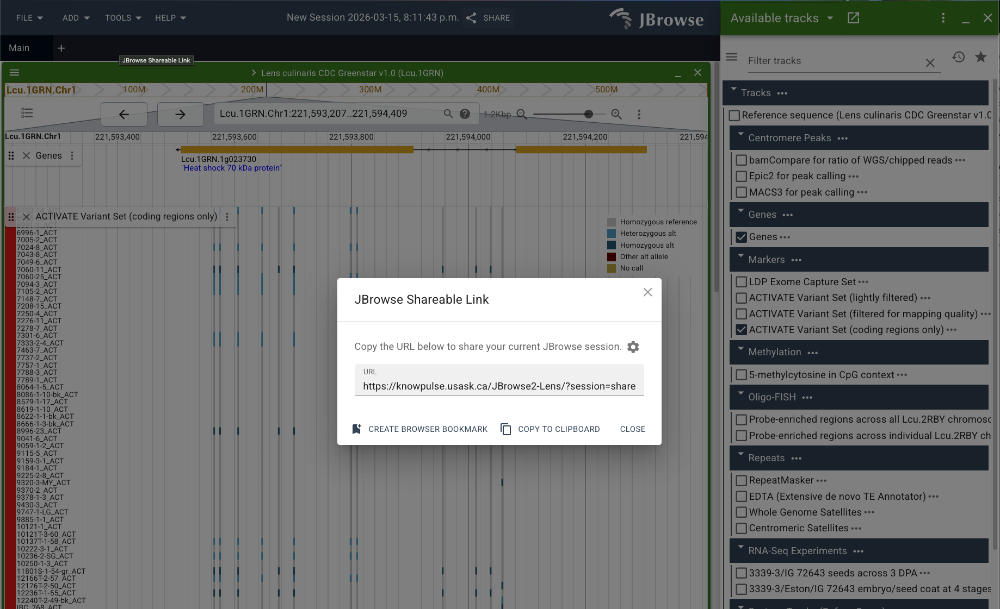 FILE ADD TOOLS HELP New Session 2026-03-15, 8:11:43 p.m. SHARE JBrowse
Main +
JBrowse Shareable Link
Lens culinaris CDC Greenstar v1.0 (Lcu.1GRN)
Lcu.1GRN.Chr1 100M 200M 300M 400M 500M
Lcu.1GRN.Chr1:221,593,207..221,594,409 1.2Kbp
Lcu.1GRN.Chr1 221,593,400 221,593,600 221,593,800 221,594,000 221,594,200 221,594
Genes
Lcu.1GRN.1g023730
"Heat shock 70 kDa protein"
6933-14_ACT
ACTIVATE Variant Set (coding regions only)
6991-1_ACT
6996-1_ACT
7005-2_ACT
7024-8_ACT
7043-8_ACT
7049-6_ACT
7060-11_ACT
7060-25_ACT
7094-3_ACT
7105-2_ACT
7148-7_ACT
7208-15_ACT
7250-4_ACT
7276-11_ACT
7278-7_ACT
7301-6_ACT
7333-2-4_ACT
7463-7_ACT
7737-2_ACT
7757-1_ACT
7788-3_ACT
7789-1_ACT
8064-1-5_ACT
8086-1-10-bk_ACT
8579-1-17_ACT
8619-1-10_ACT
8622-1-1-bk_ACT
8666-1-3-bk_ACT
8996-23_ACT
9041-6_ACT
9059-1-2_ACT
9115-5_ACT
9159-3-1_ACT
9184-1_ACT
9225-2-8_ACT
9320-3-MY_ACT
9370-2_ACT
9378-1-3_ACT
9430-3_ACT
9747-1-LG_ACT
9885-1-1_ACT
10121-1_ACT
10121T-3-60_ACT
10137T-1-58_ACT
10222-3-1_ACT
10236-2-SG_ACT
10250-1-3_ACT
11801S-1-54-gr_ACT
12166T-2-57_ACT
12176T-2-50_ACT
12236T-1-55_ACT
12240T-2-49-bk_ACT
IBC_768_ACT
Homozygous reference
Heterozygous alt
Homozygous alt
Other alt allele
No call
JBrowse Shareable Link
Copy the URL below to share your current JBrowse session.
URL
https://knowpulse.usask.ca/JBrowse2-Lens/?session=share
CREATE BROWSER BOOKMARK COPY TO CLIPBOARD CLOSE
Available tracks
Filter tracks
Tracks
Reference sequence (Lens culinaris CDC Greenstar v1.0
Centromere Peaks
bamCompare for ratio of WGS/chipped reads
Epic2 for peak calling
MACS3 for peak calling
Genes
Genes
Markers
LDP Exome Capture Set
ACTIVATE Variant Set (lightly filtered)
ACTIVATE Variant Set (filtered for mapping quality)
ACTIVATE Variant Set (coding regions only)
Methylation
5-methylcytosine in CpG context
Oligo-FISH
Probe-enriched regions across all Lcu.2RBY chromoso
Probe-enriched regions across individual Lcu.2RBY ch
Repeats
RepeatMasker
EDTA (Extensive de novo TE Annotator)
Whole Genome Satellites
Centromeric Satellites
RNA-Seq Experiments
3339-3/IG 72643 seeds across 3 DPA
3339-3/Eston/IG 72643 embryo/seed coat at 4 stages